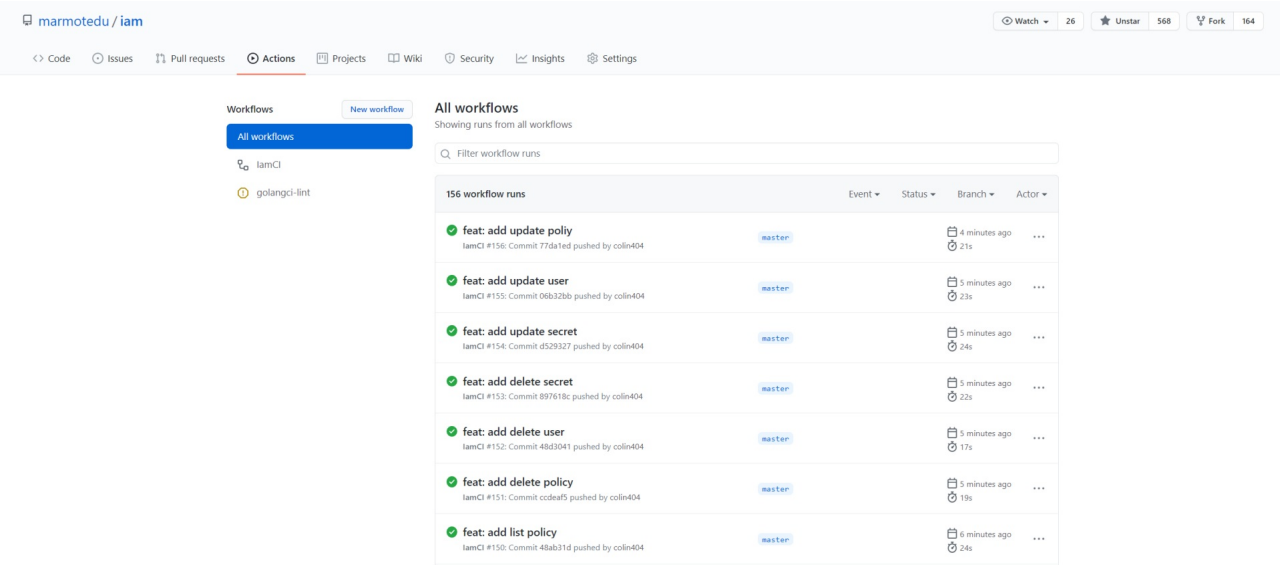 marmotedu / iam
Watch 26 Unstar 568 Fork 164
Code Issues Pull requests Actions Projects Wiki Security Insights Settings
Workflows New workflow
All workflows
IamCI
golangci-lint
All workflows
Showing runs from all workflows
Filter workflow runs
156 workflow runs Event Status Branch Actor
feat: add update poliy
IamCI #156: Commit 77da1ed pushed by colin404
master
4 minutes ago
21s
feat: add update user
IamCI #155: Commit 06b32bb pushed by colin404
master
5 minutes ago
23s
feat: add update secret
IamCI #154: Commit d529327 pushed by colin404
master
5 minutes ago
24s
feat: add delete secret
IamCI #153: Commit 897618c pushed by colin404
master
5 minutes ago
22s
feat: add delete user
IamCI #152: Commit 48d3041 pushed by colin404
master
5 minutes ago
17s
feat: add delete policy
IamCI #151: Commit ccdeaf5 pushed by colin404
master
5 minutes ago
19s
feat: add list policy
IamCI #150: Commit 48ab31d pushed by colin404
master
6 minutes ago
24s